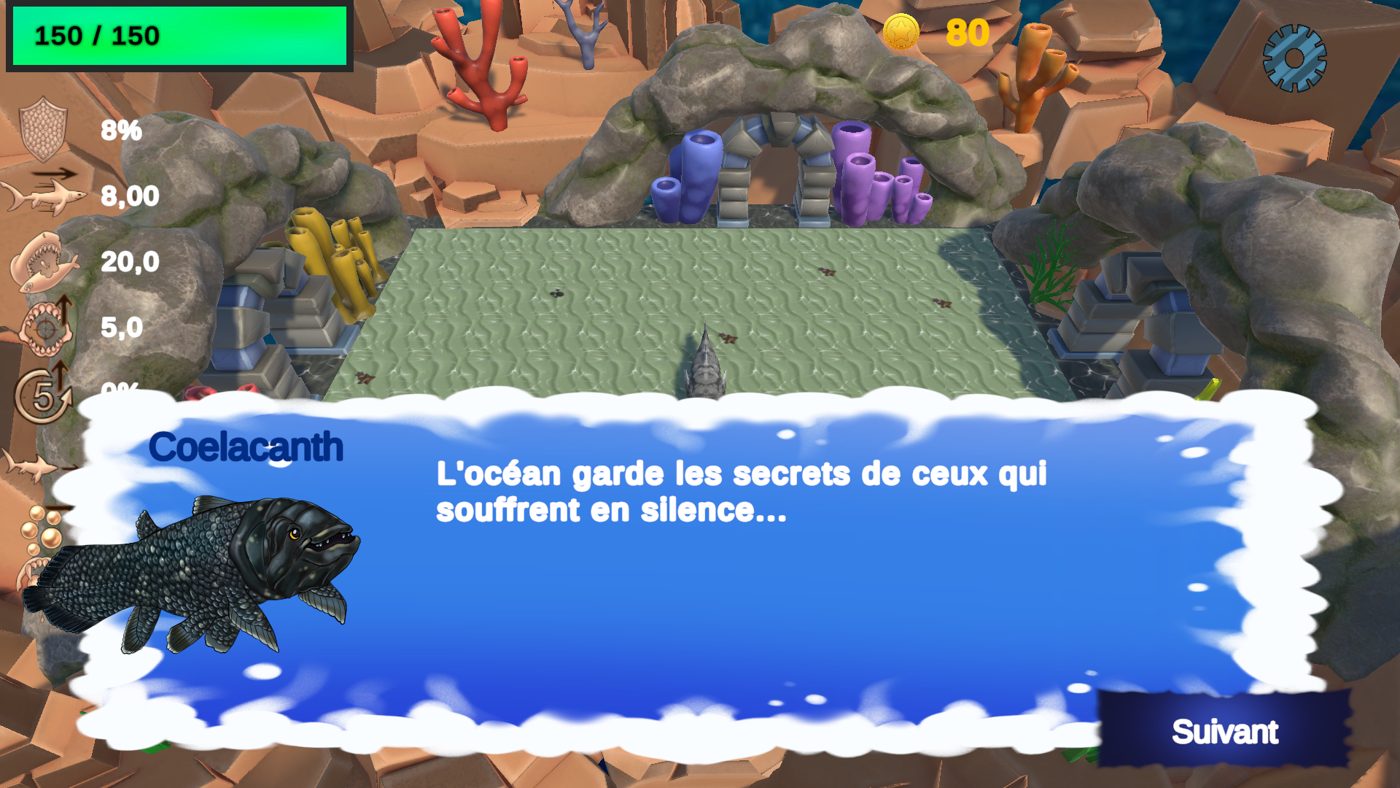 150 / 150
80
8%
8,00
20,0
5,0
5
Coelacanth
L'océan garde les secrets de ceux qui
souffrent en silence...
Suivant